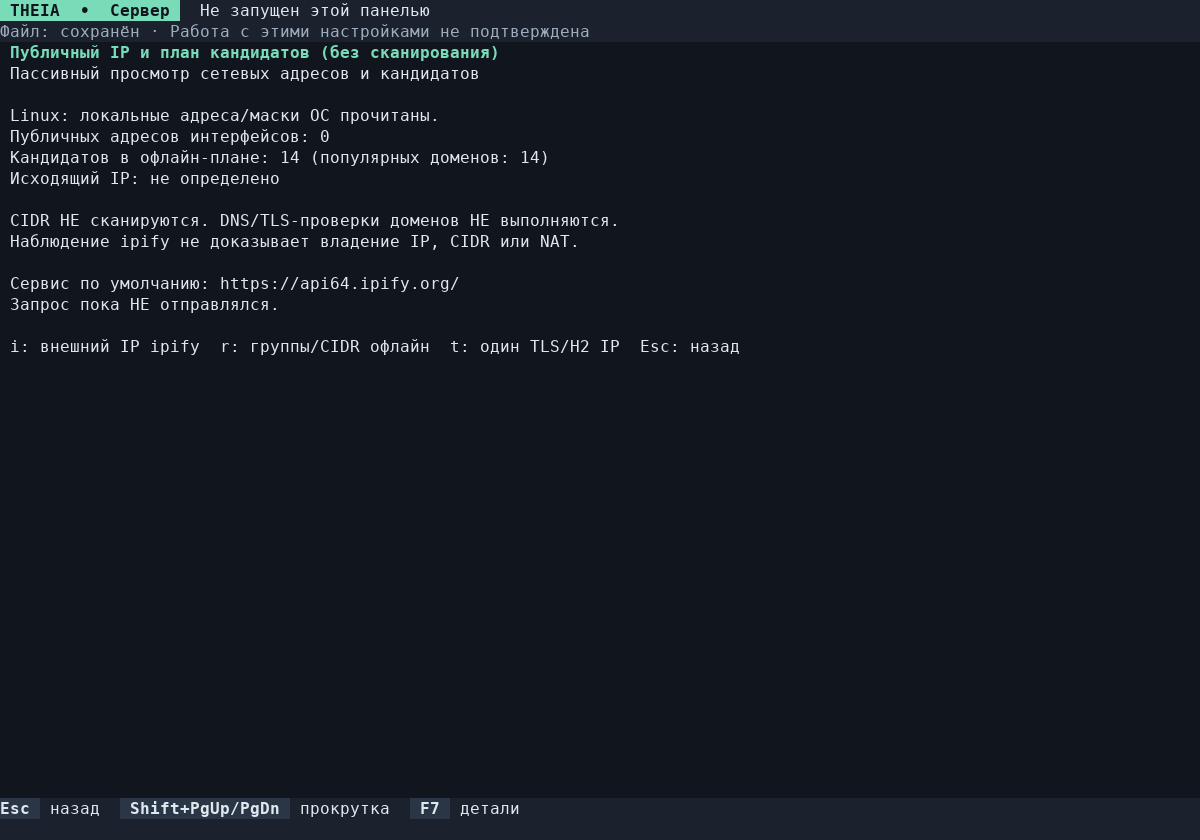 THEIA • Сервер Не запущен этой панелью
Файл: сохранён · Работа с этими настройками не подтверждена
Публичный IP и план кандидатов (без сканирования)
Пассивный просмотр сетевых адресов и кандидатов
Linux: локальные адреса/маски ОС прочитаны.
Публичных адресов интерфейсов: 0
Кандидатов в офлайн-плане: 14 (популярных доменов: 14)
Исходящий IP: не определено
CIDR НЕ сканируются. DNS/TLS-проверки доменов НЕ выполняются.
Наблюдение ipify не доказывает владение IP, CIDR или NAT.
Сервис по умолчанию: https://api64.ipify.org/
Запрос пока НЕ отправлялся.
i: внешний IP ipify r: группы/CIDR офлайн t: один TLS/H2 IP Esc: назад
Esc назад Shift+PgUp/PgDn прокрутка F7 детали